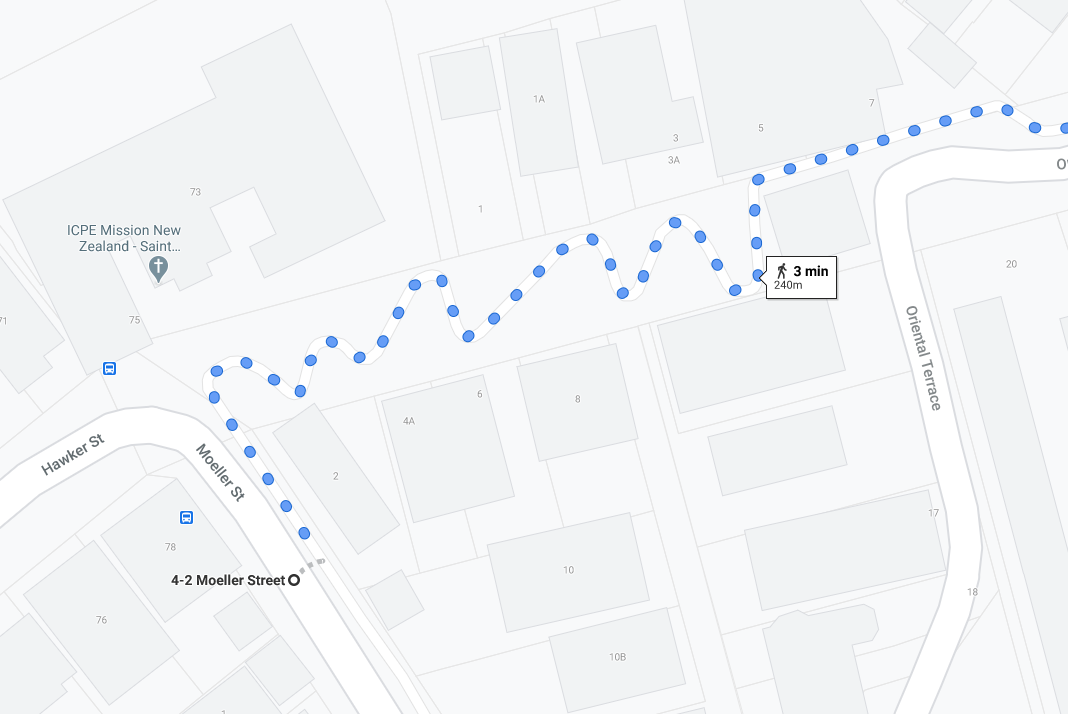 1A
7
5
3
3A
73
1
ICPE Mission New
Zealand - Saint...
20
3 min
240m
71
75
Oriental Terrace
6
8
4A
Hawker St
Moeller St
2
17
78
10
4-2 Moeller Street
18
76
10B
1